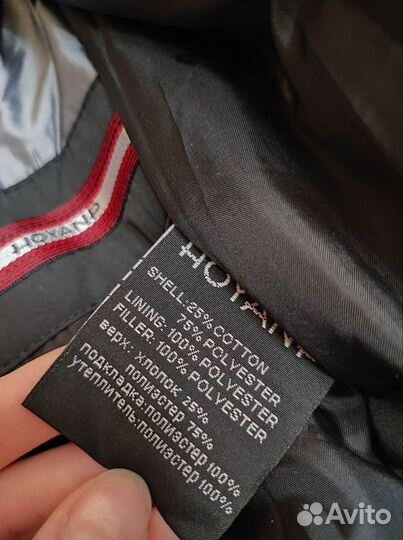 HOYANP
HOYANP
SHELL:25% COTTON
75% POLYESTER
LINING: 100% POLYESTER
FILLER:100% POLYESTER
верх: хлопок 25%
полиэстер 75%
подкладка:полиэстер 100%
утеплитель:полиэстер 100%
Avito